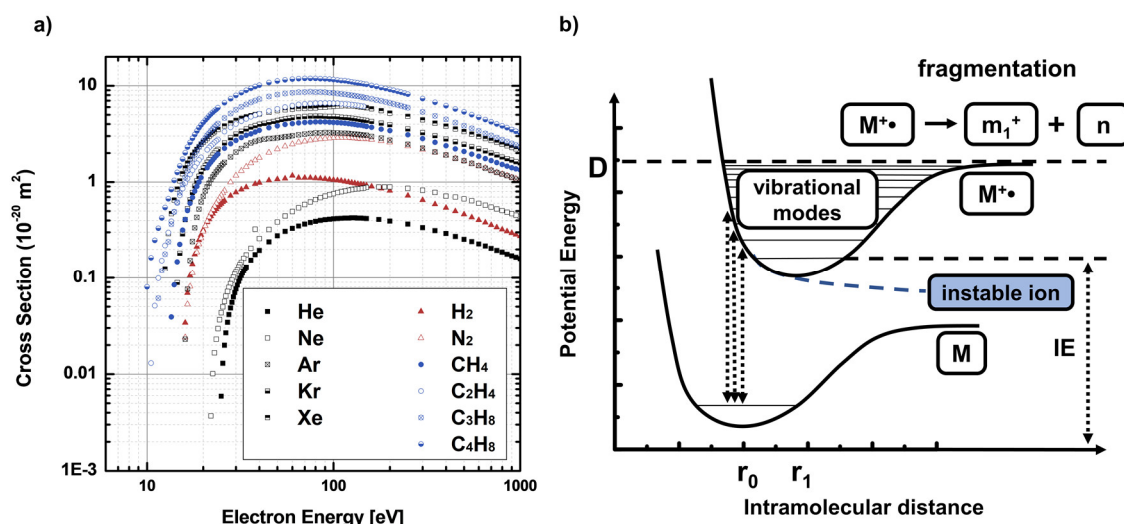 a)
Cross Section (10⁻²⁰ m²)
10
1
0.1
0.01
1E-3
10
100
1000
Electron Energy [eV]
He
Ne
Ar
Kr
Xe
H₂
N₂
CH₄
C₂H₄
C₃H₈
C₄H₈
b)
fragmentation
M⁺• → m₁⁺ + n
D
vibrational
modes
M⁺•
instable ion
M
IE
Potential Energy
r₀
r₁
Intramolecular distance